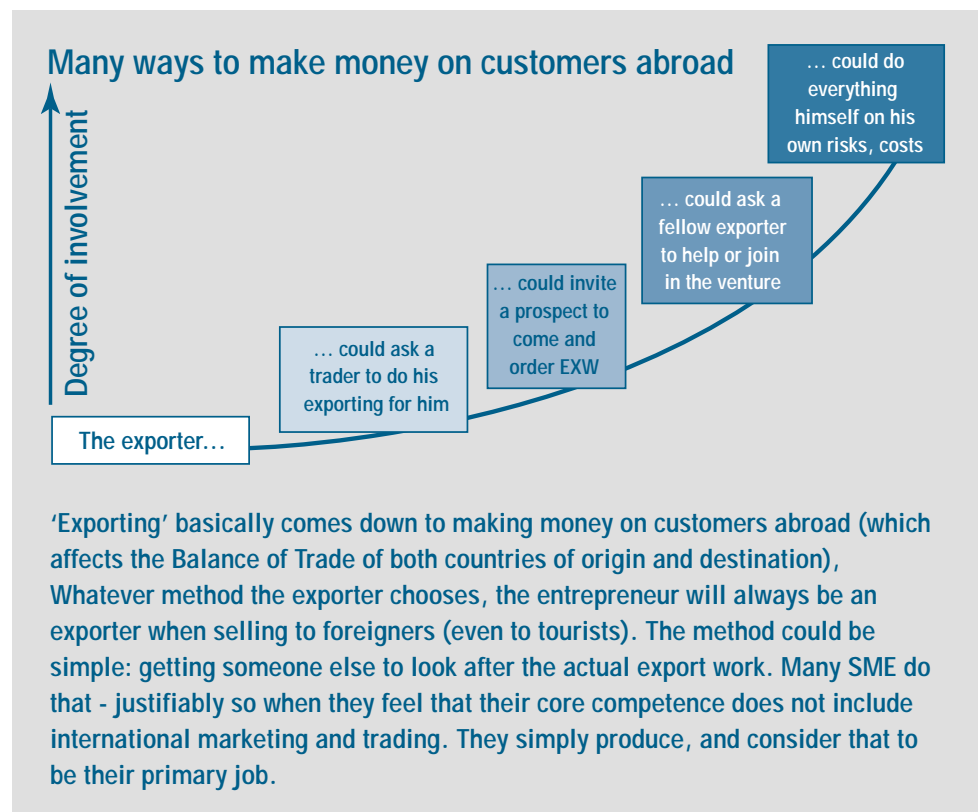 Many ways to make money on customers abroad
Degree of involvement
… could do
everything
himself on his
own risks, costs
… could ask a
fellow exporter
to help or join
in the venture
… could invite
a prospect to
come and
order EXW
… could ask a
trader to do his
exporting for him
The exporter…
‘Exporting’ basically comes down to making money on customers abroad (which
affects the Balance of Trade of both countries of origin and destination),
Whatever method the exporter chooses, the entrepreneur will always be an
exporter when selling to foreigners (even to tourists). The method could be
simple: getting someone else to look after the actual export work. Many SME do
that - justifiably so when they feel that their core competence does not include
international marketing and trading. They simply produce, and consider that to
be their primary job.